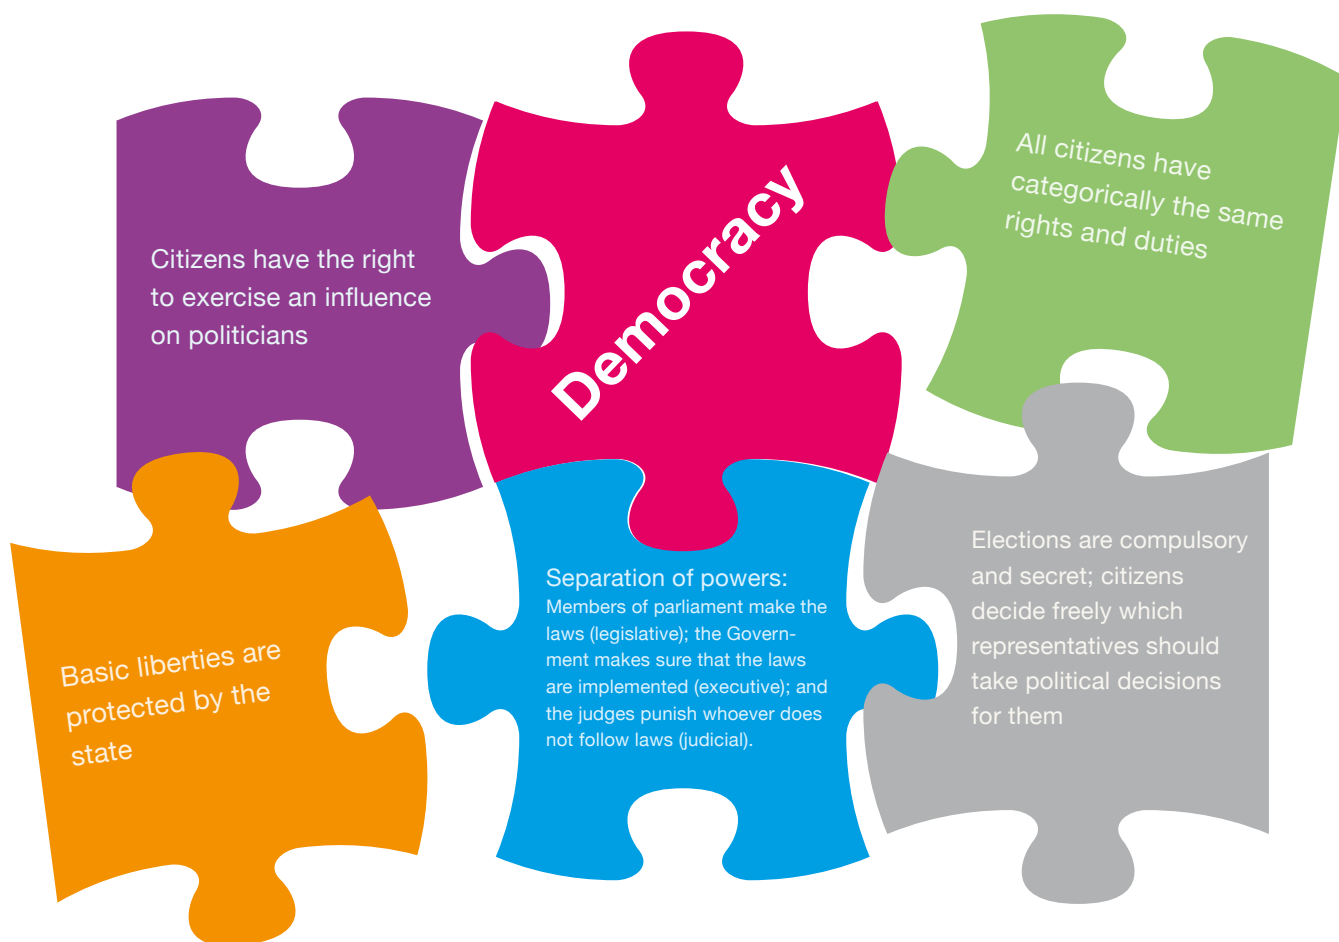 Citizens have the right
to exercise an influence
on politicians
Democracy
All citizens have
categorically the same
rights and duties
Basic liberties are
protected by the
state
Separation of powers:
Members of parliament make the
laws (legislative); the Govern-
ment makes sure that the laws
are implemented (executive); and
the judges punish whoever does
not follow laws (judicial).
Elections are compulsory
and secret; citizens
decide freely which
representatives should
take political decisions
for them